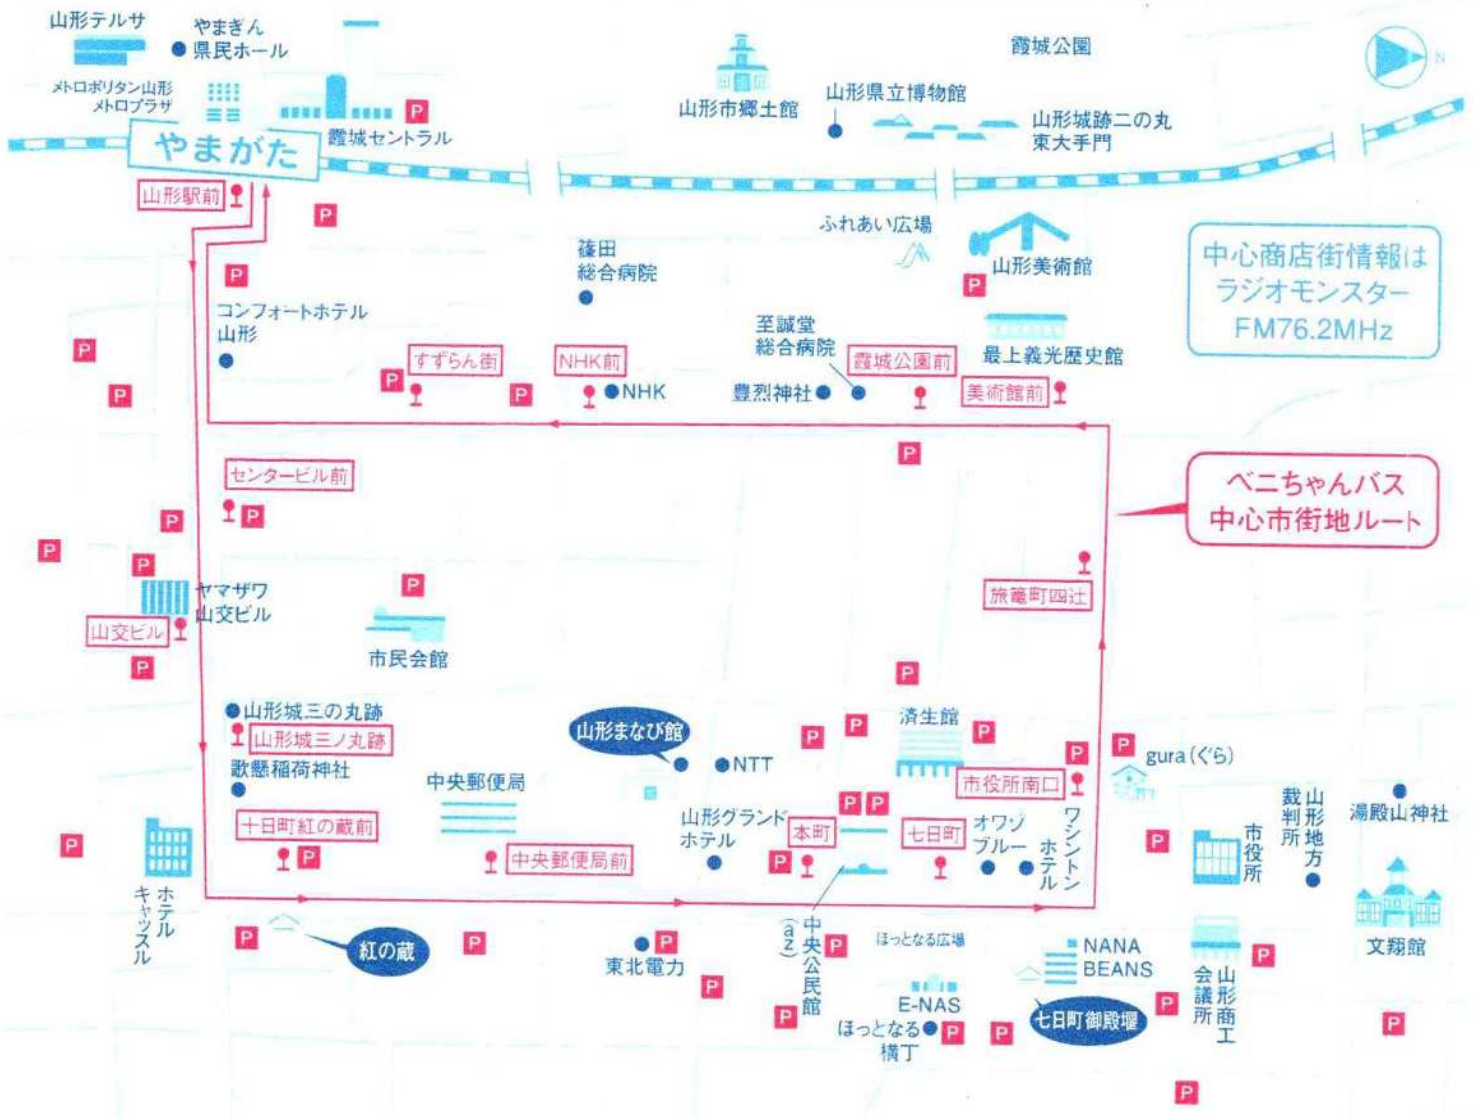 山形テルサ
やまぎん
県民ホール
メトロポリタン山形
メトロプラザ
P
霞城セントラル
やまがた
山形駅前
P
P
山形市郷土館
霞城公園
山形県立博物館
山形城跡二の丸
東大手門
N
ふれあい広場
山形美術館
P
中心商店街情報は
ラジオモンスター
FM76.2MHz
篠田
総合病院
コンフォートホテル
山形
至誠堂
総合病院
最上義光歴史館
P
P
P
すずらん街
P
NHK前
NHK
豊烈神社
霞城公園前
美術館前
P
センタービル前
P
P
P
P
ベニちゃんバス
中心市街地ルート
旅篭町四辻
ヤマザワ
山交ビル
山交ビル
P
P
市民会館
P
山形城三の丸跡
山形城三ノ丸跡
歌懸稲荷神社
山形まなび館
NTT
P
P
済生館
P
P
P
gura(ぐら)
市役所南口
中央郵便局
十日町紅の蔵前
P
中央郵便局前
山形グランド
ホテル
P
本町
P
P
七日町
オワゾ
ブルー
ワシントン
ホテル
P
市役所
山形地方
裁判所
湯殿山神社
P
ホテル
キャッスル
P
紅の蔵
P
東北電力
P
P
P
中央公民館
(az)
P
ほっとなる広場
E-NAS
ほっとなる
横丁
P
P
NANA
BEANS
七日町御殿堰
P
山形商工
会議所
P
文翔館
P
P